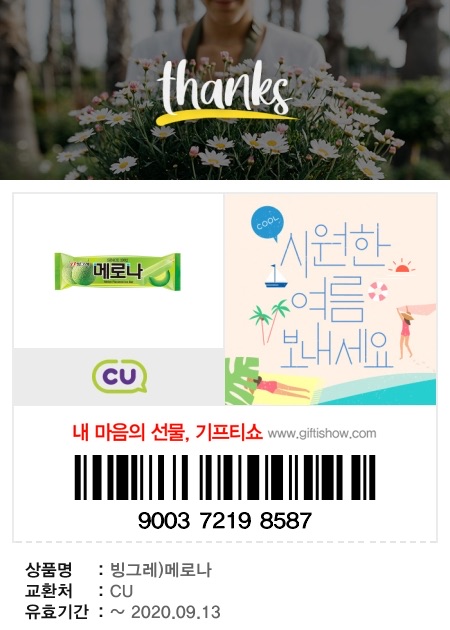 thanks
메로나
CU
COOL
시원한
여름
보내세요
내 마음의 선물, 기프티쇼 www.giftishow.com
9003 7219 8587
상품명 : 빙그레)메로나
교환처 : CU
유효기간 : ~ 2020.09.13